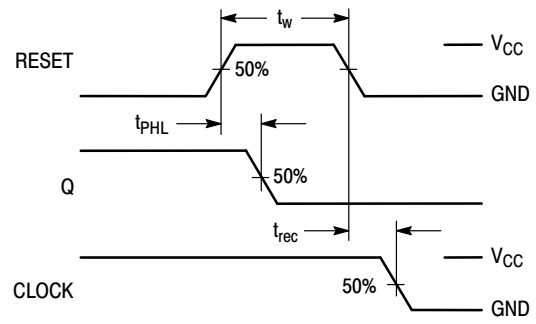 t_w
RESET
50%
V_CC
GND
t_PHL
Q
50%
t_rec
CLOCK
50%
V_CC
GND